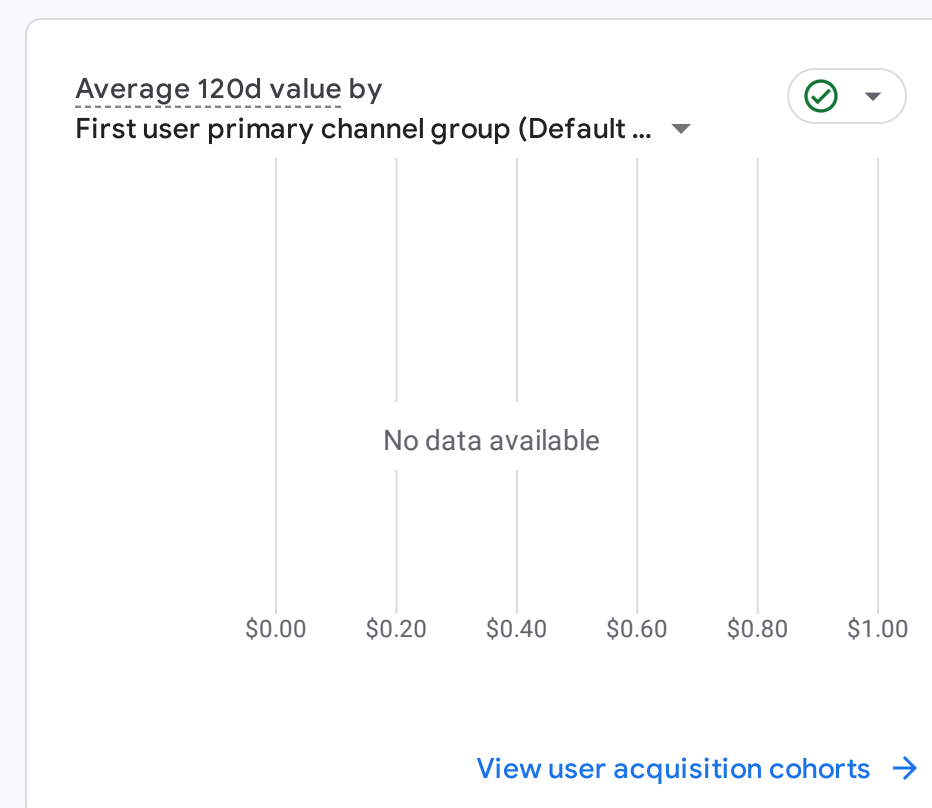 Average 120d value by
First user primary channel group (Default ...
No data available
$0.00 $0.20 $0.40 $0.60 $0.80 $1.00
View user acquisition cohorts